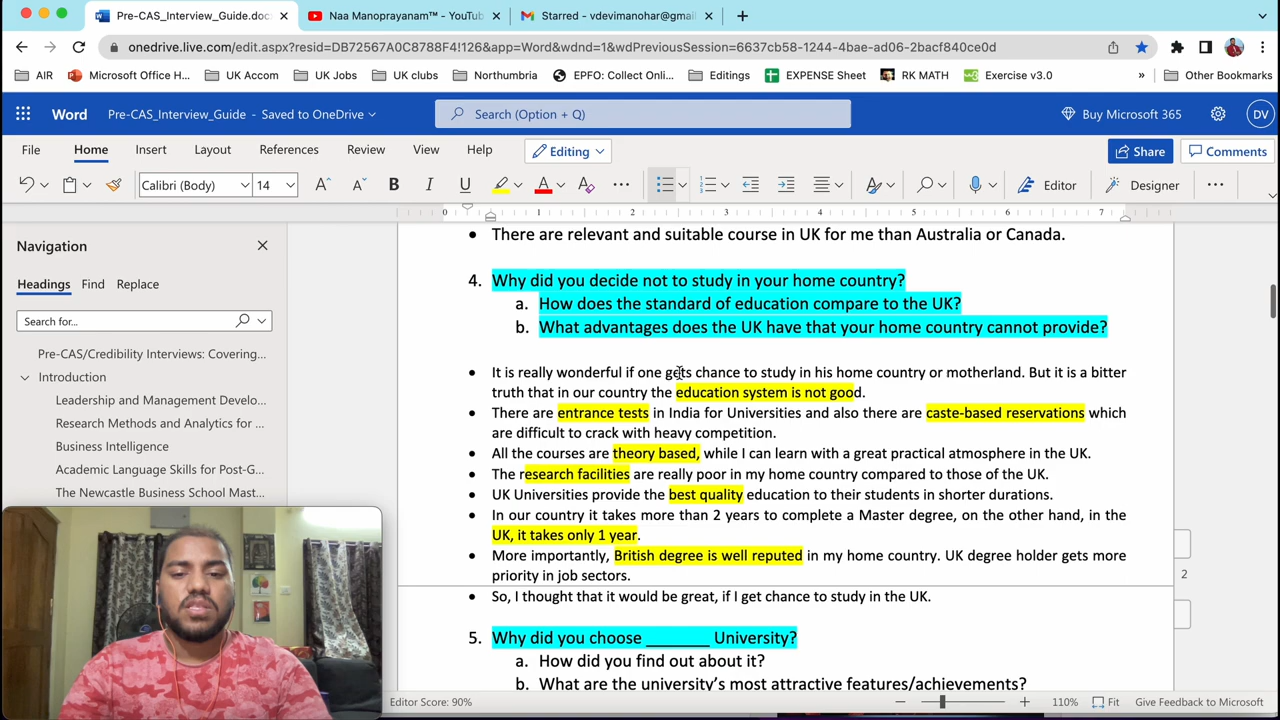 Pre-CAS_Interview_Guide.doc
Naa Manoprayanam™ - YouTub
Starred - vdevimanohar@gmai
onedrive.live.com/edit.aspx?resid=DB72567A0C8788F4!126&app=Word&wdnd=1&wdPreviousSession=6637cb58-1244-4bae-ad06-2bacf840ce0d
AIR
Microsoft Office H...
UK Accom
UK Jobs
UK clubs
Northumbria
EPFO: Collect Onli...
Editings
EXPENSE Sheet
RK MATH
Exercise v3.0
»
Other Bookmarks
Word
Pre-CAS_Interview_Guide - Saved to OneDrive
Search (Option + Q)
Buy Microsoft 365
DV
File
Home
Insert
Layout
References
Review
View
Help
Editing
Share
Comments
Calibri (Body)
14
Editor
Designer
0 1 2 3 4 5 6 7
Navigation
Headings
Find
Replace
Search for...
Pre-CAS/Credibility Interviews: Covering...
Introduction
Leadership and Management Develo...
Research Methods and Analytics for ...
Business Intelligence
Academic Language Skills for Post-G...
The Newcastle Business School Mast...
• There are relevant and suitable course in UK for me than Australia or Canada.
4. Why did you decide not to study in your home country?
a. How does the standard of education compare to the UK?
b. What advantages does the UK have that your home country cannot provide?
• It is really wonderful if one gets chance to study in his home country or motherland. But it is a bitter
truth that in our country the education system is not good.
• There are entrance tests in India for Universities and also there are caste-based reservations which
are difficult to crack with heavy competition.
• All the courses are theory based, while I can learn with a great practical atmosphere in the UK.
• The research facilities are really poor in my home country compared to those of the UK.
• UK Universities provide the best quality education to their students in shorter durations.
• In our country it takes more than 2 years to complete a Master degree, on the other hand, in the
UK, it takes only 1 year.
• More importantly, British degree is well reputed in my home country. UK degree holder gets more
priority in job sectors.
• So, I thought that it would be great, if I get chance to study in the UK.
2
5. Why did you choose _______ University?
a. How did you find out about it?
b. What are the university's most attractive features/achievements?
Editor Score: 90%
110%
Fit
Give Feedback to Microsoft